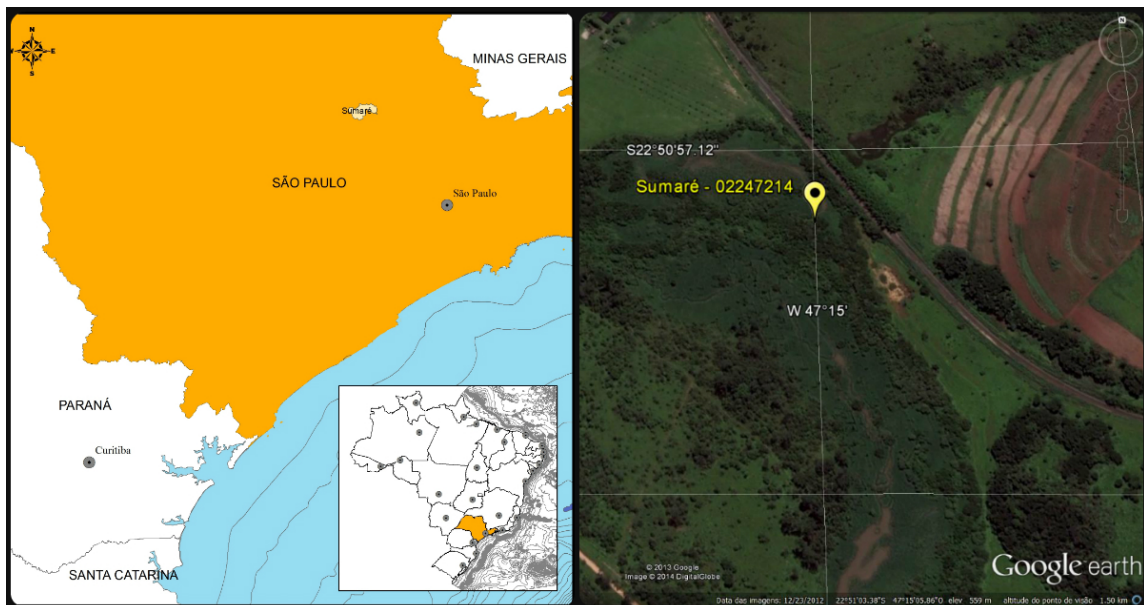 N
E
S
MINAS GERAIS
Sumaré
SÃO PAULO
São Paulo
PARANÁ
Curitiba
SANTA CATARINA
N
S22°50'57.12"
Sumaré - 02247214
W 47°15'
© 2013 Google
Image © 2014 DigitalGlobe
Google earth
Data das imagens: 12/23/2012 22°51'03.38"S 47°15'05.86"O elev 559 m altitude do ponto de visão 1.50 km